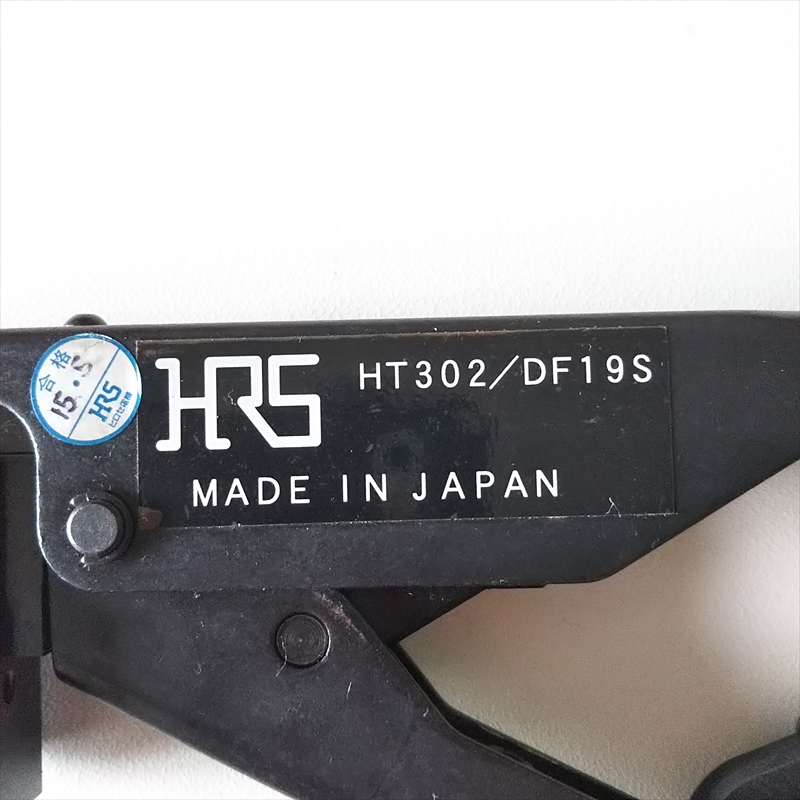 HRS HT302/DF19S
MADE IN JAPAN
合格
15.5
HRS